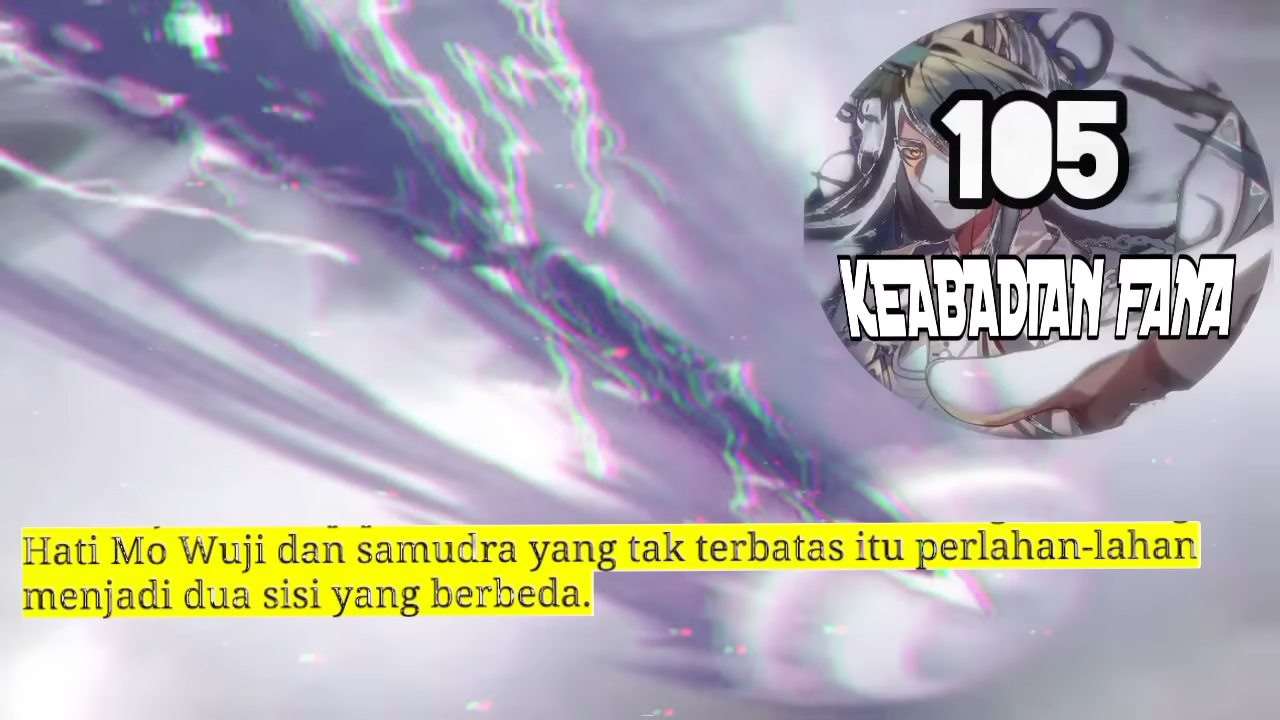 105
KEABADIAN FANA
Hati Mo Wuji dan samudra yang tak terbatas itu perlahan-lahan
menjadi dua sisi yang berbeda.